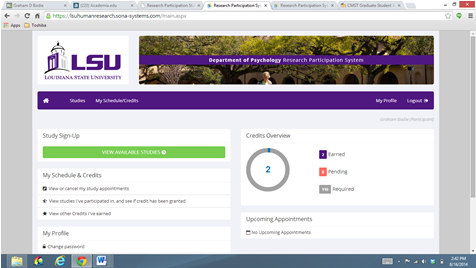 Graham D Bodie
(222) Academia.edu
Research Participation Sy
Research Participation Sy
Research Participation Sy
CMST Graduate Student
https://lsuhumanresearch.sona-systems.com/main.aspx
Apps
Toshiba
LSU
LOUISIANA STATE UNIVERSITY
Department of Psychology Research Participation System
Studies
My Schedule/Credits
My Profile
Logout
Graham Bodie (Participant)
Study Sign-Up
VIEW AVAILABLE STUDIES
My Schedule & Credits
View or cancel my study appointments
View studies I've participated in, and see if credit has been granted
View other Credits I've earned
My Profile
Change password
Credits Overview
2
2 Earned
Pending
Required
Upcoming Appointments
No Upcoming Appointments
2:42 PM
8/16/2014